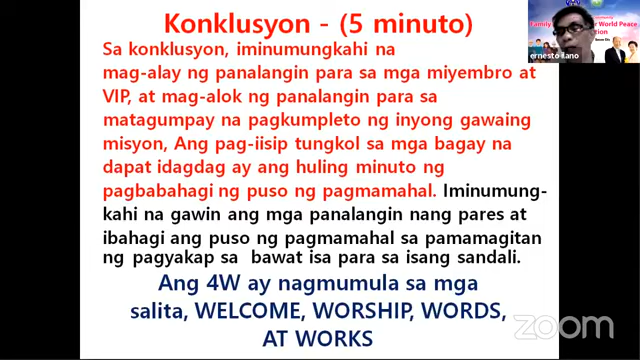 Konklusyon - (5 minuto)
Sa konklusyon, iminumungkahi na
mag-alay ng panalangin para sa mga miyembro at
VIP, at mag-alok ng panalangin para sa
matagumpay na pagkumpleto ng inyong gawaing
misyon, Ang pag-iisip tungkol sa mga bagay na
dapat idagdag ay ang huling minuto ng
pagbabahagi ng puso ng pagmamahal. Iminumung-
kahi na gawin ang mga panalangin nang pares at
ibahagi ang puso ng pagmamahal sa pamamagitan
ng pagyakap sa bawat isa para sa isang sandali.
Ang 4W ay nagmumula sa mga
salita, WELCOME, WORSHIP, WORDS,
AT WORKS
Family
World Peace
ernesto ilano
zoom